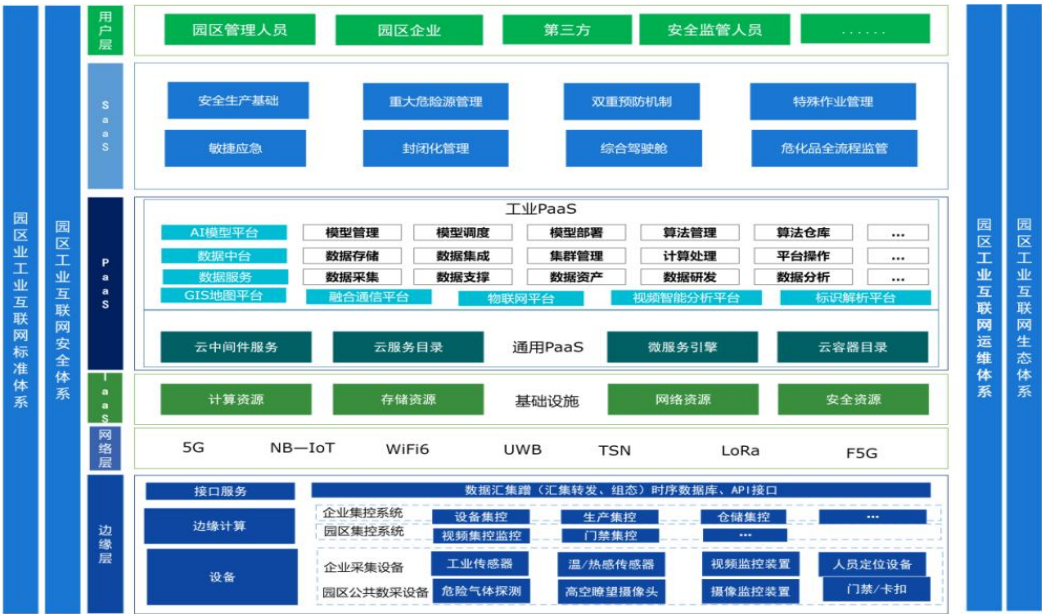 园区业工业互联网标准体系
园区工业互联网安全体系
用户层
园区管理人员 园区企业 第三方 安全监管人员 ......
SaaS
安全生产基础 重大危险源管理 双重预防机制 特殊作业管理
敏捷应急 封闭化管理 综合驾驶舱 危化品全流程监管
PaaS
工业PaaS
AI模型平台 模型管理 模型调度 模型部署 算法管理 算法仓库 ...
数据中台 数据存储 数据集成 集群管理 计算处理 平台操作 ...
数据服务 数据采集 数据支撑 数据资产 数据研发 数据分析 ...
GIS地图平台 融合通信平台 物联网平台 视频智能分析平台 标识解析平台
云中间件服务 云服务目录 通用PaaS 微服务引擎 云容器目录
IaaS
计算资源 存储资源 基础设施 网络资源 安全资源
网络层
5G NB—IoT WiFi6 UWB TSN LoRa F5G
边缘层
接口服务 数据汇集蹭（汇集转发、组态）时序数据库、API接口
边缘计算
企业集控系统 设备集控 生产集控 仓储集控 ...
园区集控系统 视频集控监控 门禁集控 ...
设备
企业采集设备 工业传感器 温/热感传感器 视频监控装置 人员定位设备
园区公共数采设备 危险气体探测 高空瞭望摄像头 摄像监控装置 门禁/卡扣
园区工业互联网运维体系
园区工业互联网生态体系